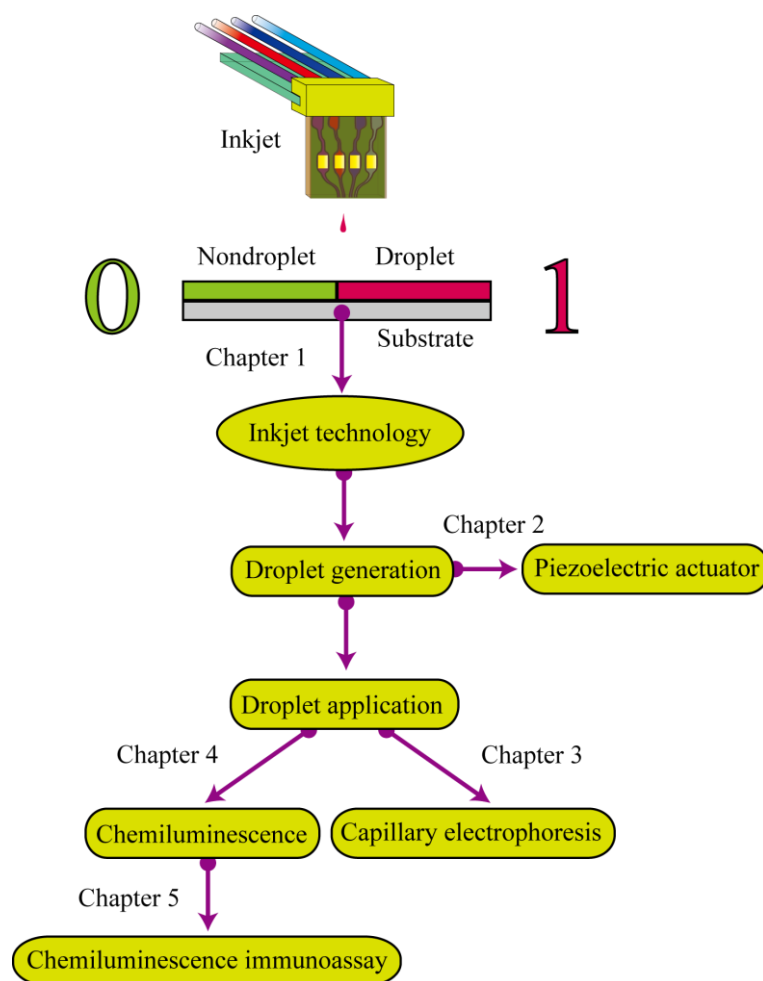 Inkjet
0
Nondroplet
Droplet
1
Substrate
Chapter 1
Inkjet technology
Chapter 2
Droplet generation
Piezoelectric actuator
Droplet application
Chapter 4
Chapter 3
Chemiluminescence
Capillary electrophoresis
Chapter 5
Chemiluminescence immunoassay